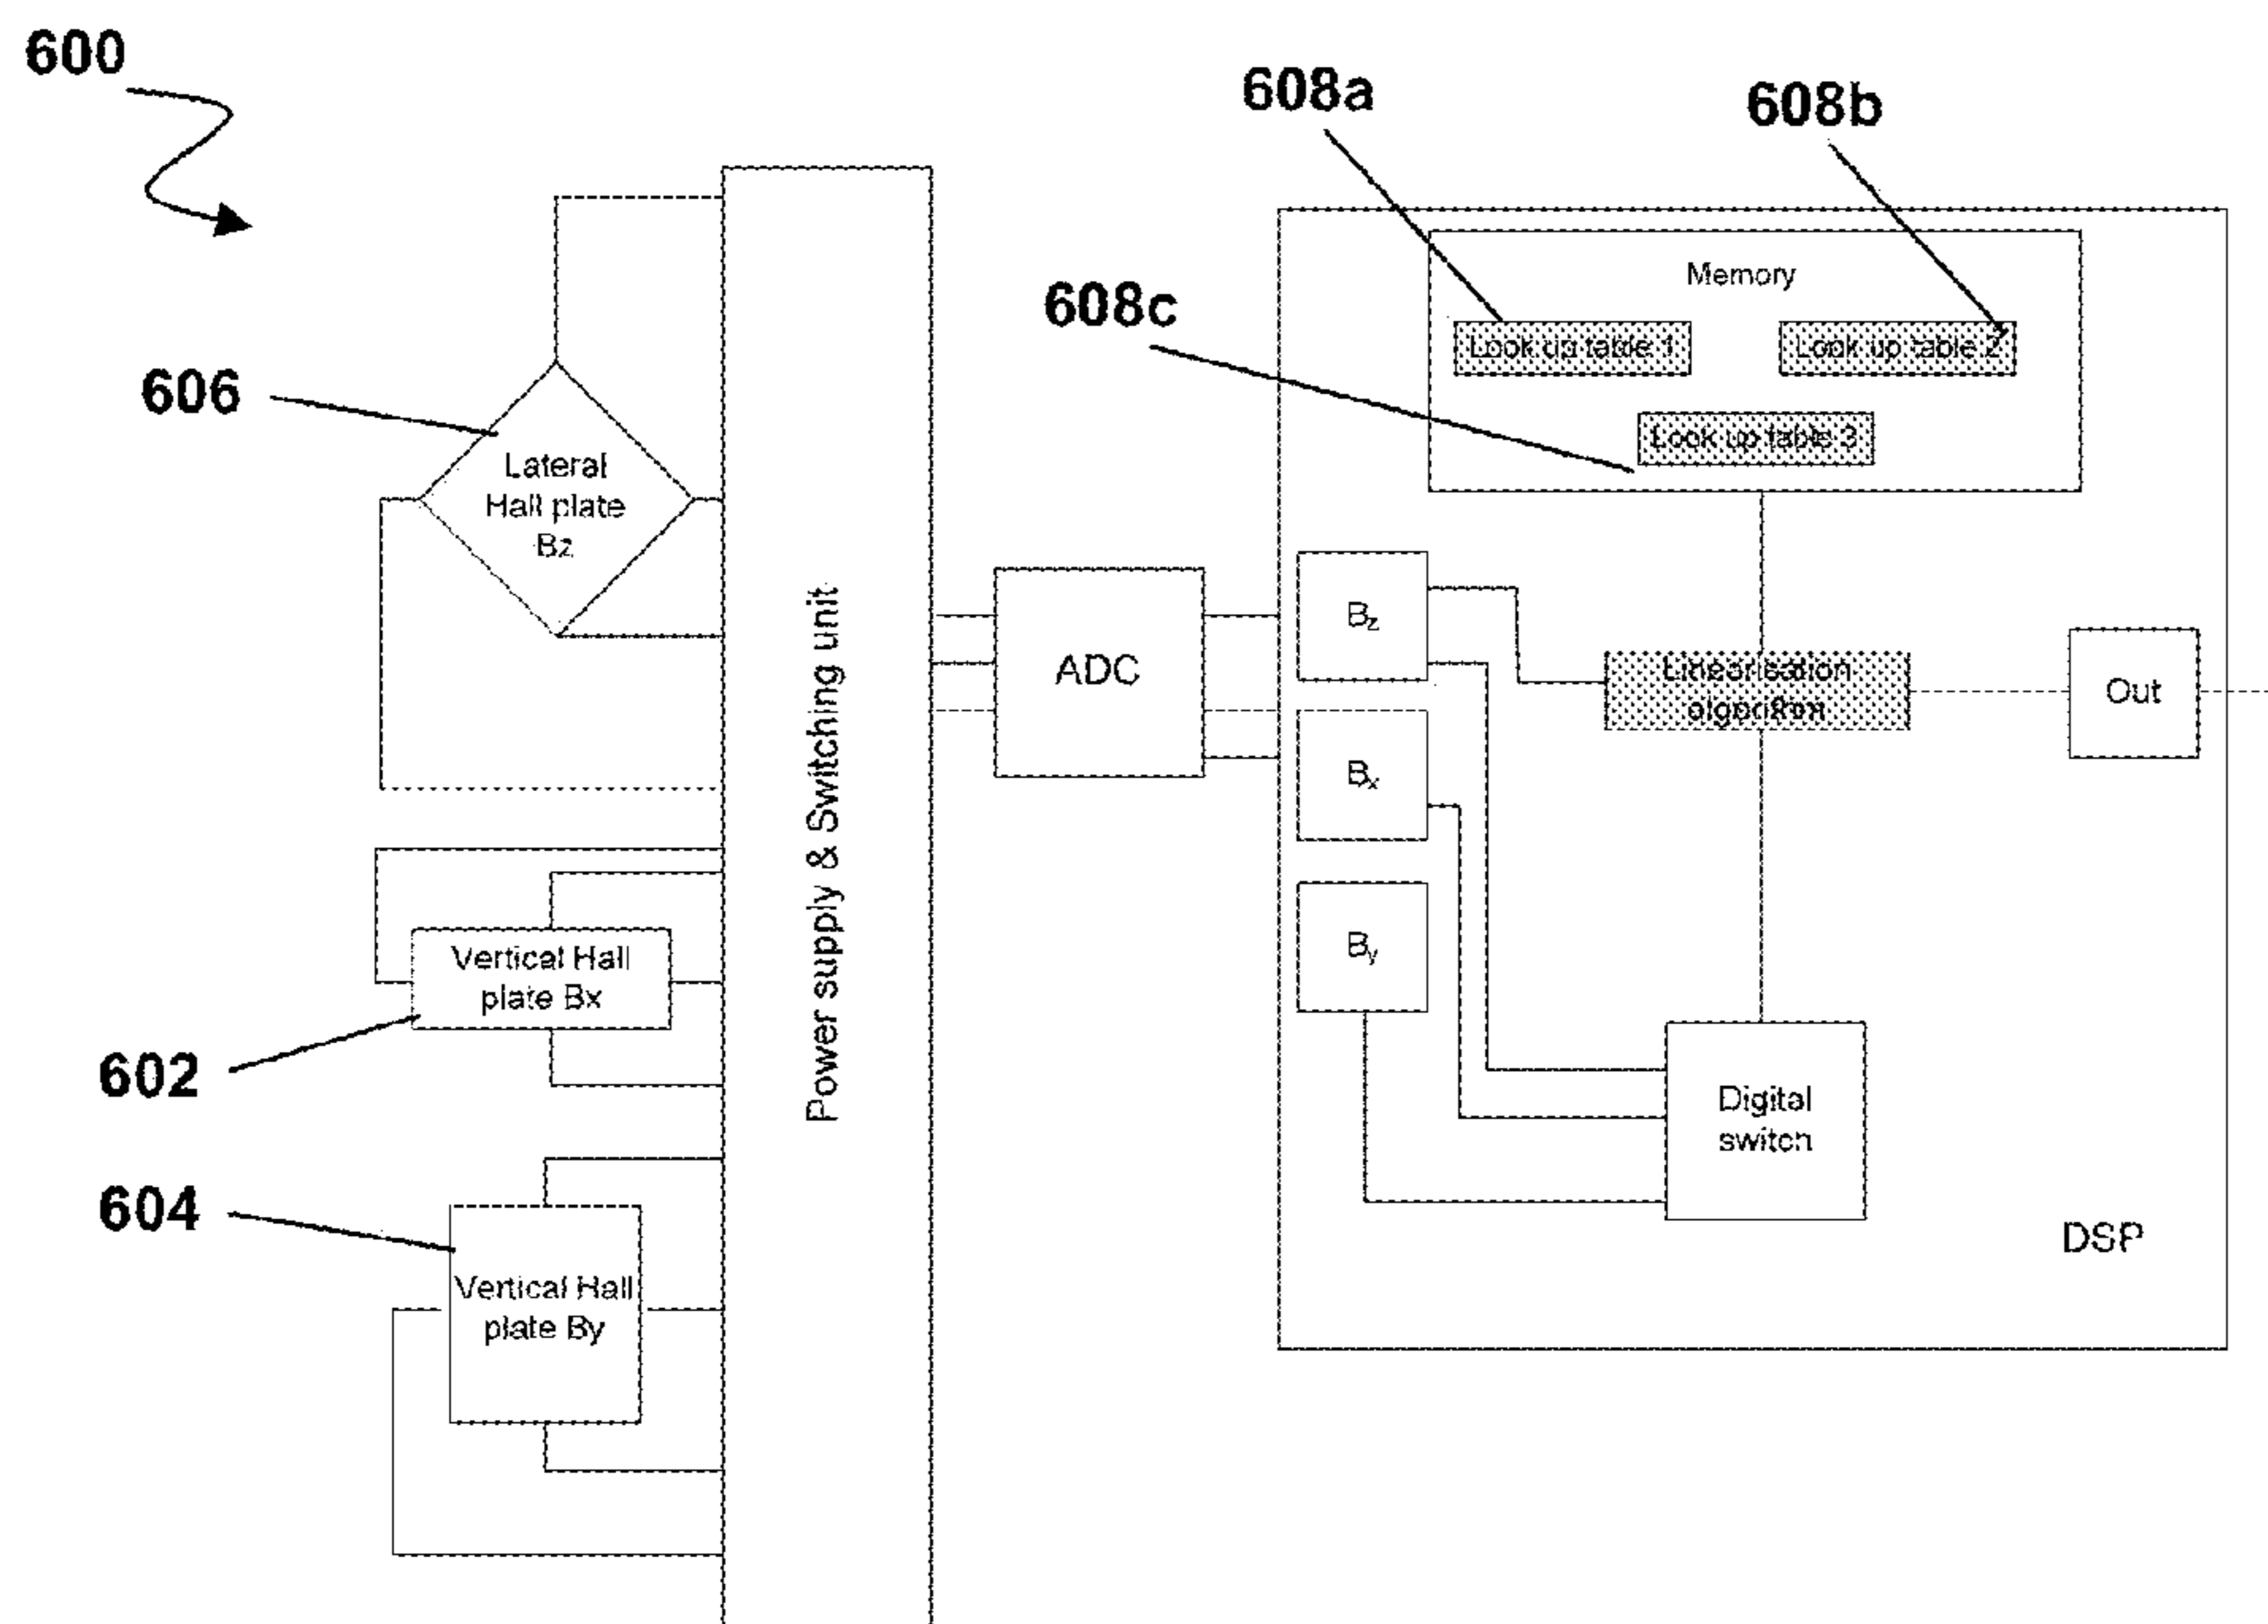 600
608a
608b
Memory
608c
Look up table 1
Look up table 2
606
Look up table 3
Lateral
Hall plate
Bz
Power supply & Switching unit
ADC
Bz
Linearisation
algorithm
Out
Bx
Vertical Hall
plate Bx
By
602
Digital
switch
604
DSP
Vertical Hall
plate By